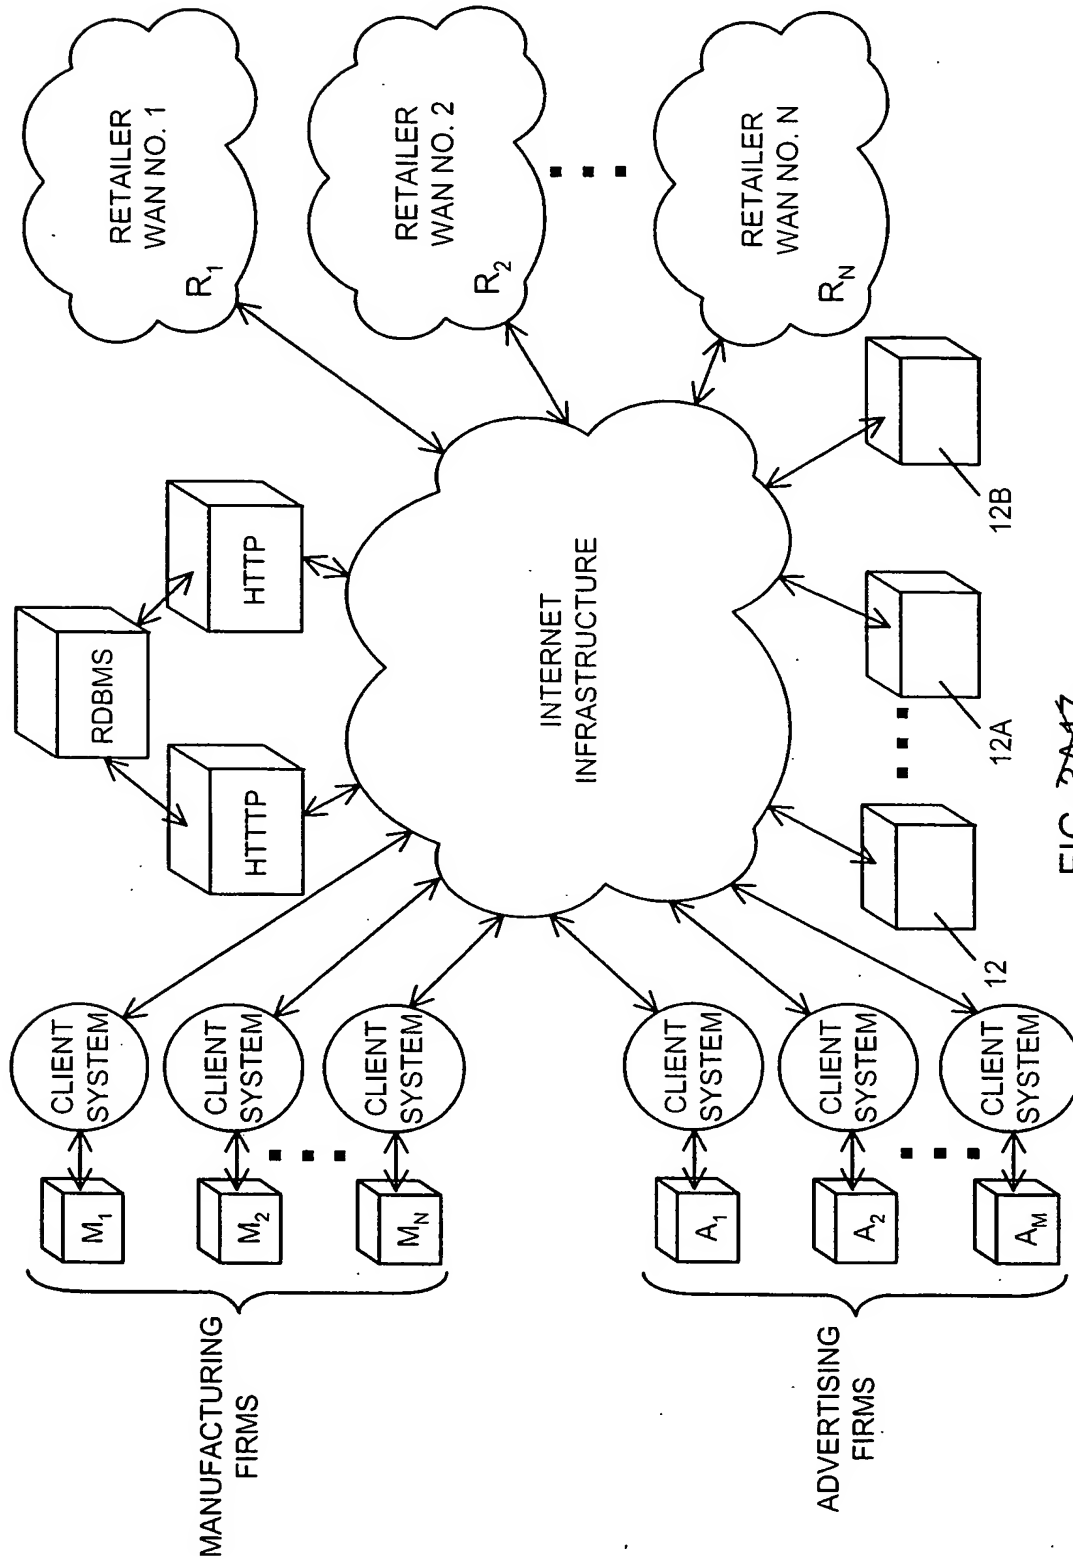 MANUFACTURING
FIRMS
M1
M2
MN
CLIENT
SYSTEM
CLIENT
SYSTEM
CLIENT
SYSTEM
ADVERTISING
FIRMS
A1
A2
AM
CLIENT
SYSTEM
CLIENT
SYSTEM
CLIENT
SYSTEM
RDBMS
HTTTP
HTTP
INTERNET
INFRASTRUCTURE
RETAILER
WAN NO. 1
R1
RETAILER
WAN NO. 2
R2
RETAILER
WAN NO. N
RN
12
12A
12B
FIG.